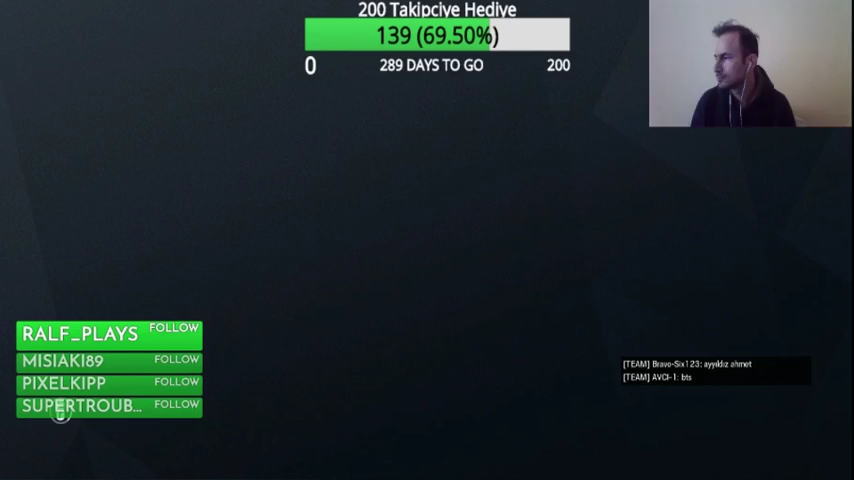 200 Takipciye Hediye
139 (69.50%)
0 289 DAYS TO GO 200
RALF_PLAYS FOLLOW
MISIAKI89 FOLLOW
PIXELKIPP FOLLOW
SUPERTROUB... FOLLOW
[TEAM] Bravo-Six123: ayyıldız ahmet
[TEAM] AVCI-1: bts